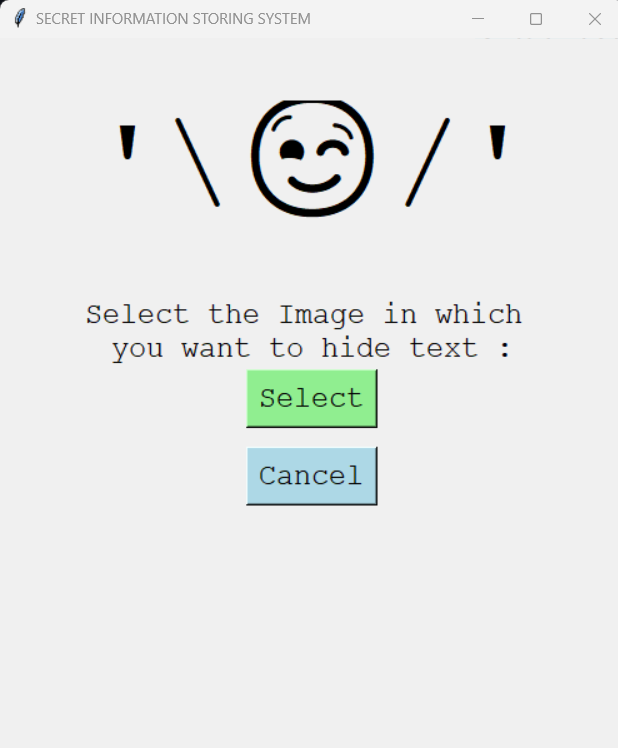 SECRET INFORMATION STORING SYSTEM
'\😉/'
Select the Image in which
you want to hide text :
Select
Cancel